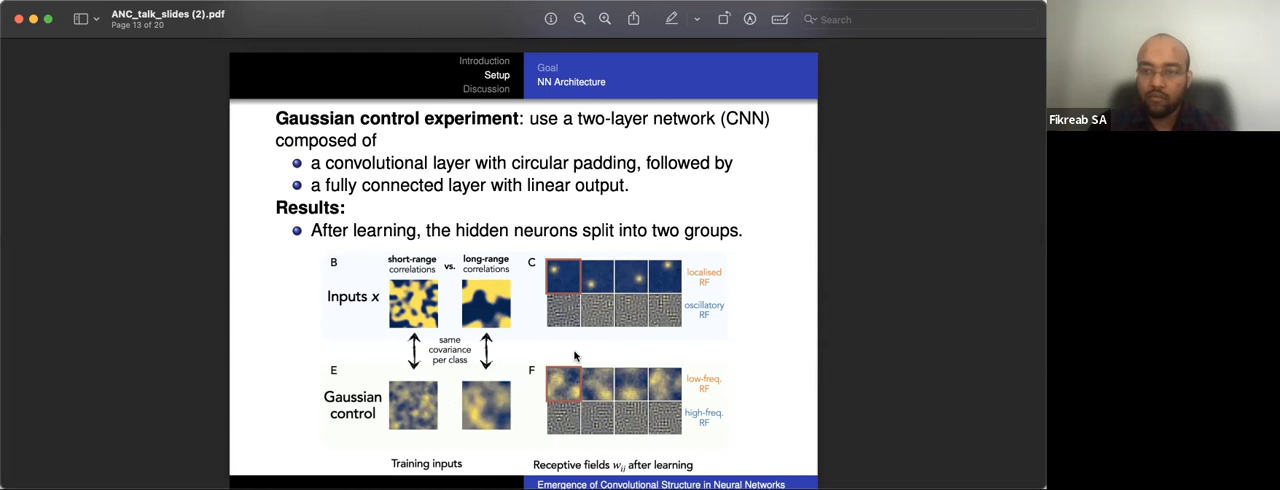 ANC_talk_slides (2).pdf
Page 13 of 20
Search
Introduction
Setup
Discussion
Goal
NN Architecture
Gaussian control experiment: use a two-layer network (CNN)
composed of
a convolutional layer with circular padding, followed by
a fully connected layer with linear output.
Results:
After learning, the hidden neurons split into two groups.
B
short-range
correlations
vs.
long-range
correlations
Inputs x
C
localised
RF
oscillatory
RF
same
covariance
per class
E
Gaussian
control
F
low-freq.
RF
high-freq.
RF
Training inputs
Receptive fields wij after learning
Emergence of Convolutional Structure in Neural Networks
Fikreab SA